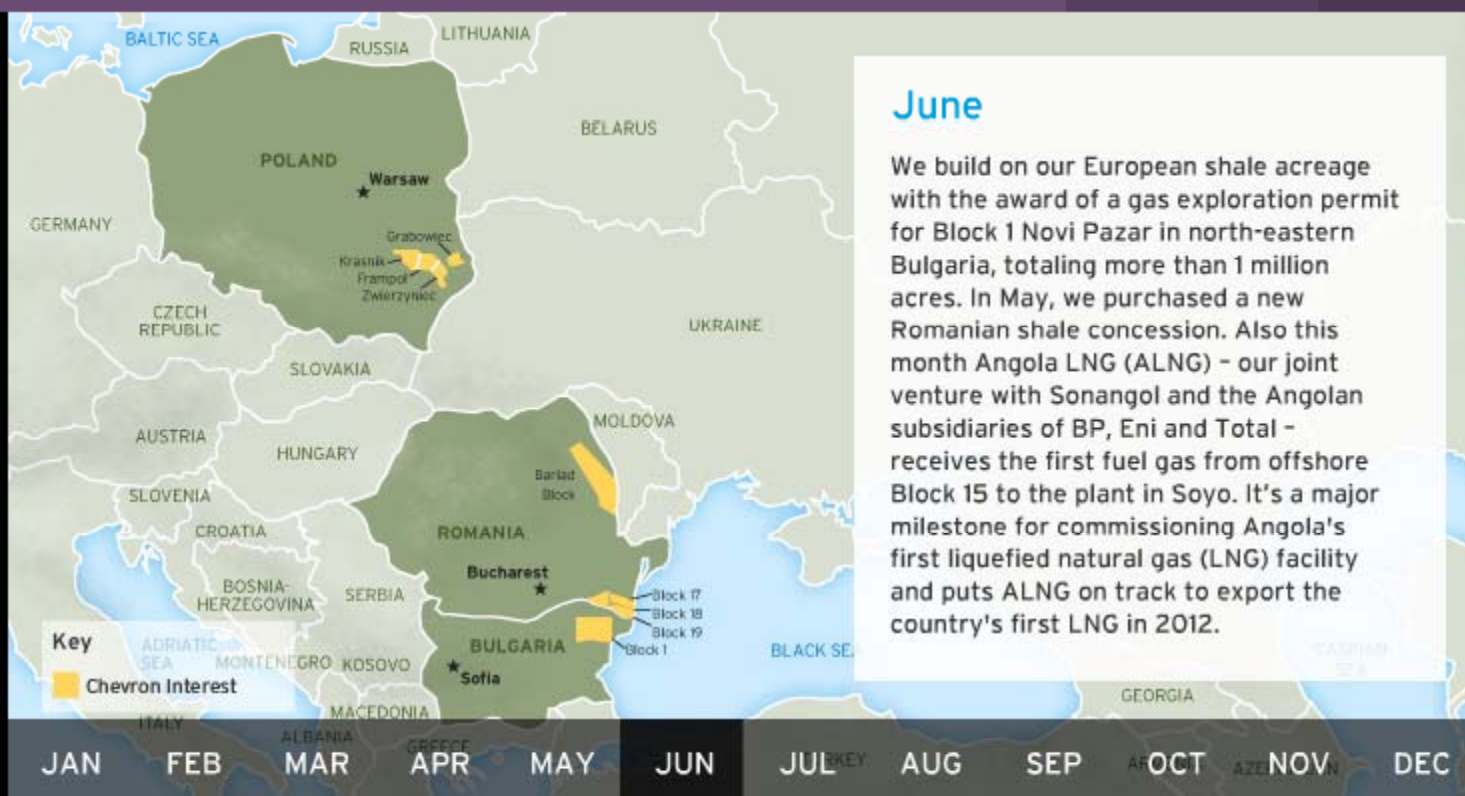 BALTIC SEA
RUSSIA
LITHUANIA
BELARUS
POLAND
Warsaw
GERMANY
Grabowiec
Krasnik
Frampol
Zwierzyniec
CZECH
REPUBLIC
UKRAINE
SLOVAKIA
MOLDOVA
AUSTRIA
HUNGARY
Barlad
Block
SLOVENIA
CROATIA
ROMANIA
Bucharest
BOSNIA-
HERZEGOVINA
SERBIA
Block 17
Block 18
Block 19
Block 1
BULGARIA
Sofia
BLACK SEA
Key
Chevron Interest
ADRIATIC
SEA
MONTENEGRO
KOSOVO
MACEDONIA
ITALY
ALBANIA
GREECE
GEORGIA
CASPIAN
SEA
June
We build on our European shale acreage
with the award of a gas exploration permit
for Block 1 Novi Pazar in north-eastern
Bulgaria, totaling more than 1 million
acres. In May, we purchased a new
Romanian shale concession. Also this
month Angola LNG (ALNG) – our joint
venture with Sonangol and the Angolan
subsidiaries of BP, Eni and Total –
receives the first fuel gas from offshore
Block 15 to the plant in Soyo. It's a major
milestone for commissioning Angola's
first liquefied natural gas (LNG) facility
and puts ALNG on track to export the
country's first LNG in 2012.
JAN FEB MAR APR MAY JUN JUL AUG SEP OCT NOV DEC